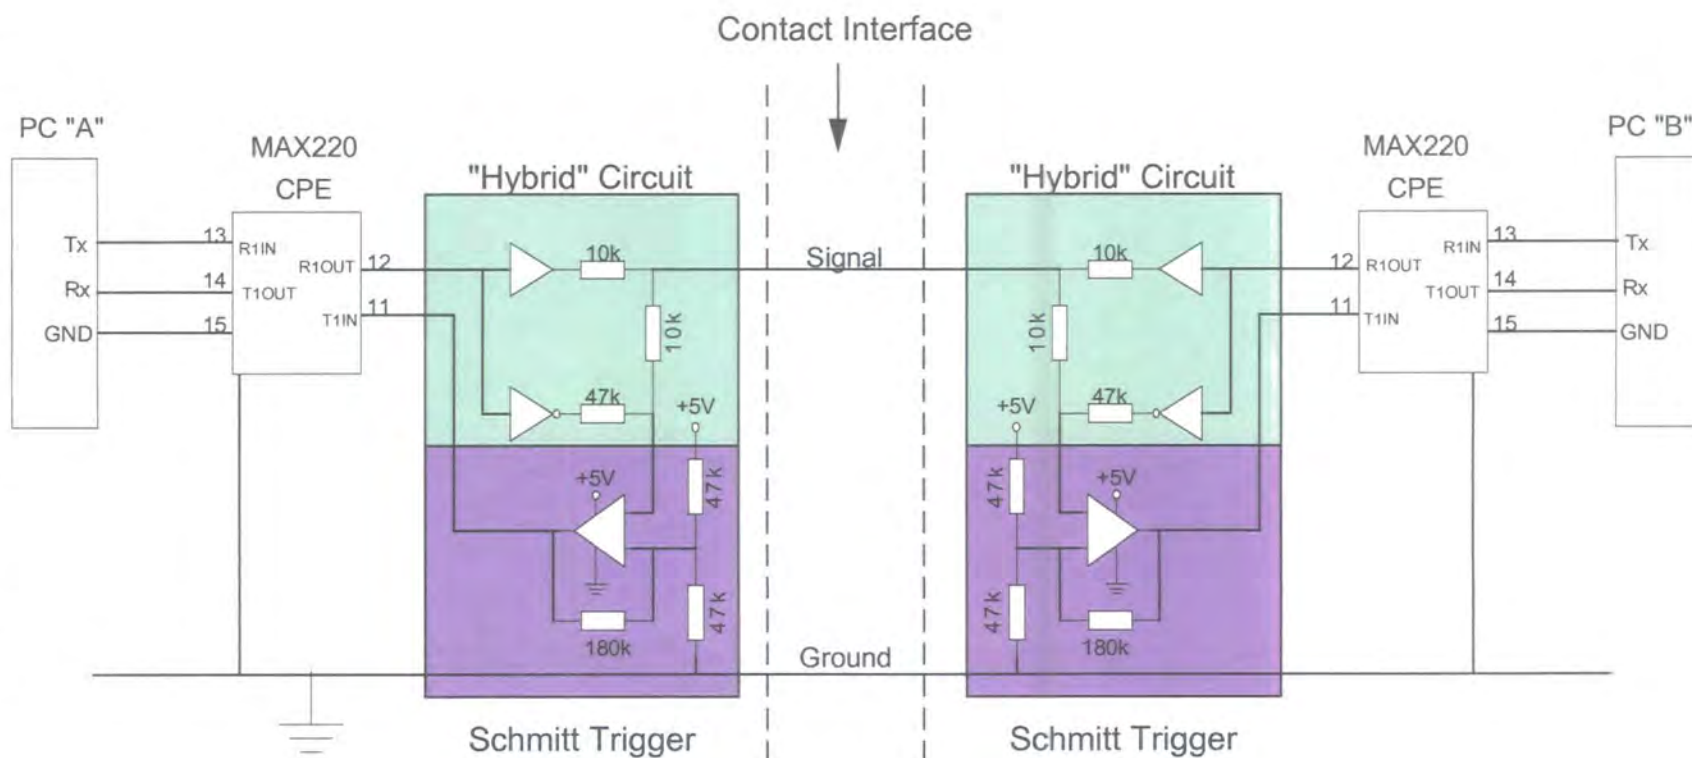 Contact Interface
PC "A"
MAX220
CPE
"Hybrid" Circuit
"Hybrid" Circuit
MAX220
CPE
PC "B"
Tx
Rx
GND
13
14
15
R1IN
R1OUT
T1OUT
T1IN
12
11
10k
10k
47k
+5V
+5V
47k
47k
180k
Schmitt Trigger
Signal
Ground
10k
10k
47k
+5V
+5V
47k
47k
180k
Schmitt Trigger
12
11
R1IN
R1OUT
T1OUT
T1IN
13
14
15
Tx
Rx
GND